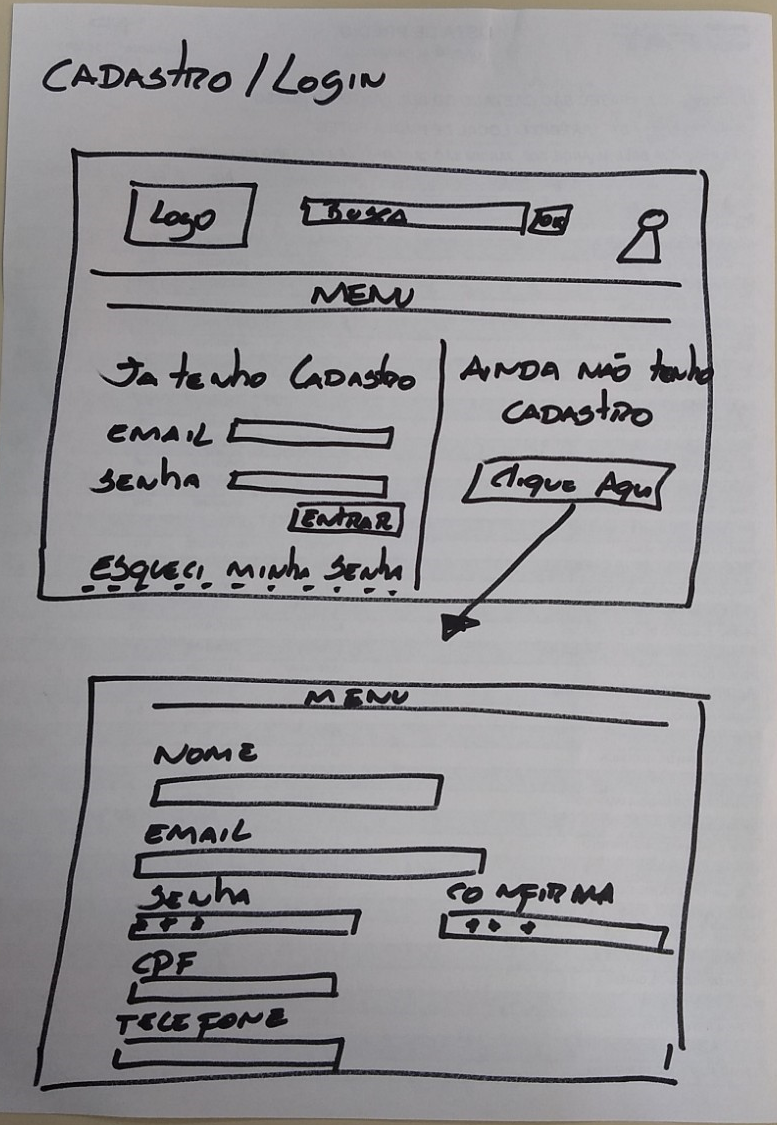 CADASTRO / LOGIN
Logo
BUSCA
OK
MENU
Ja tenho CADASTRO
AINDA NÃO tenho
CADASTRO
EMAIL
SENHA
Clique Aqui
ENTRAR
ESQUECI MINHA SENHA
MENU
NOME
EMAIL
SENHA
CONFIRMA
CPF
TELEFONE